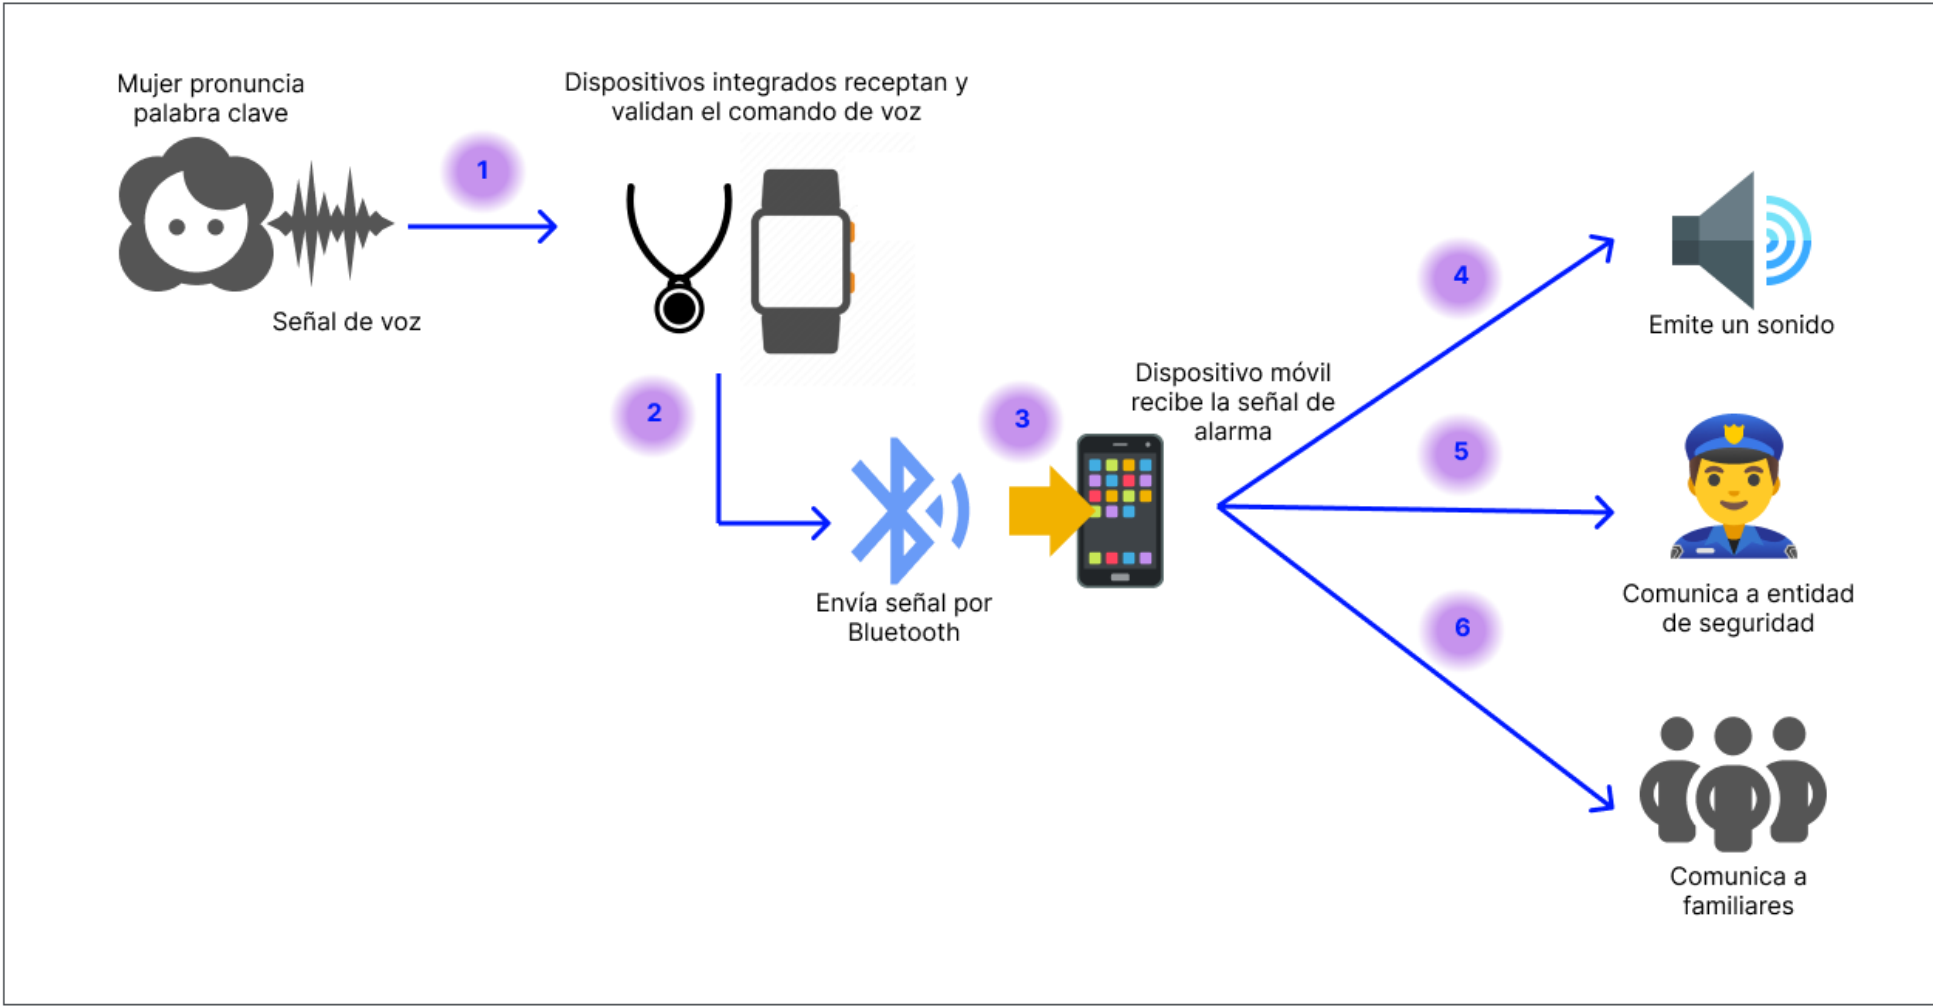 Mujer pronuncia
palabra clave
Señal de voz
1
Dispositivos integrados receptan y
validan el comando de voz
2
Envía señal por
Bluetooth
3
Dispositivo móvil
recibe la señal de
alarma
4
Emite un sonido
5
Comunica a entidad
de seguridad
6
Comunica a
familiares